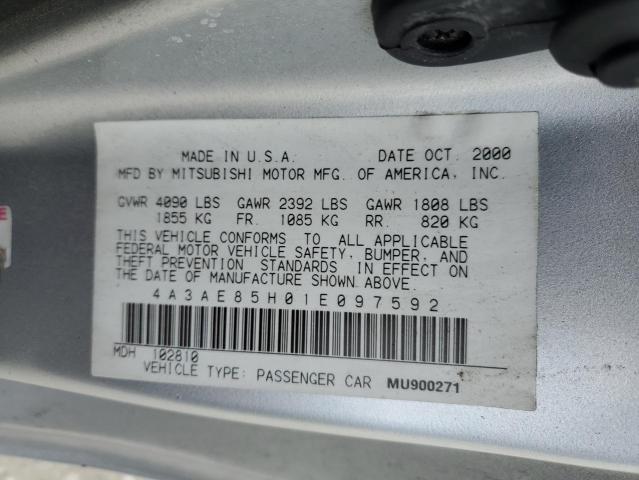 MADE IN U.S.A. DATE OCT. 2000
MFD BY MITSUBISHI MOTOR MFG. OF AMERICA, INC.
GVWR 4090 LBS GAWR 2392 LBS GAWR 1808 LBS
1855 KG FR. 1085 KG RR. 820 KG
THIS VEHICLE CONFORMS TO ALL APPLICABLE
FEDERAL MOTOR VEHICLE SAFETY, BUMPER, AND
THEFT PREVENTION STANDARDS IN EFFECT ON
THE DATE OF MANUFACTURE SHOWN ABOVE.
4A3AE85H01E097592
MDH 102810
VEHICLE TYPE: PASSENGER CAR MU900271